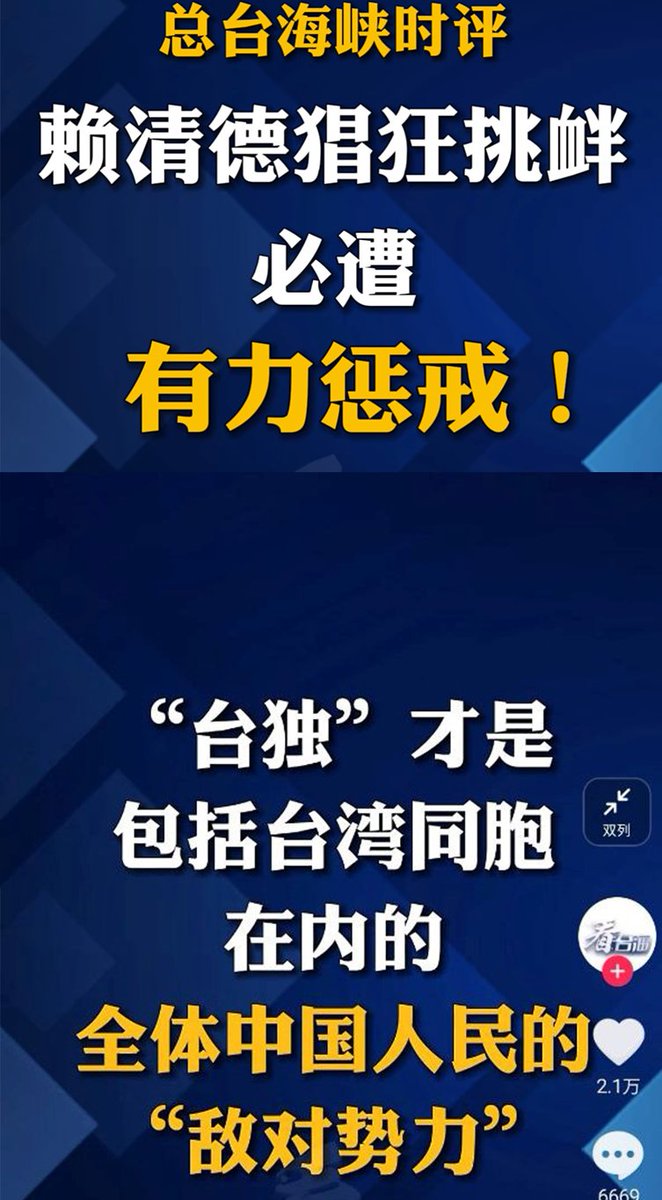 总台海峡时评
赖清德猖狂挑衅
必遭
有力惩戒！
“台独”才是
包括台湾同胞
在内的
全体中国人民的
“敌对势力”
双列
看台海
2.1万
6669